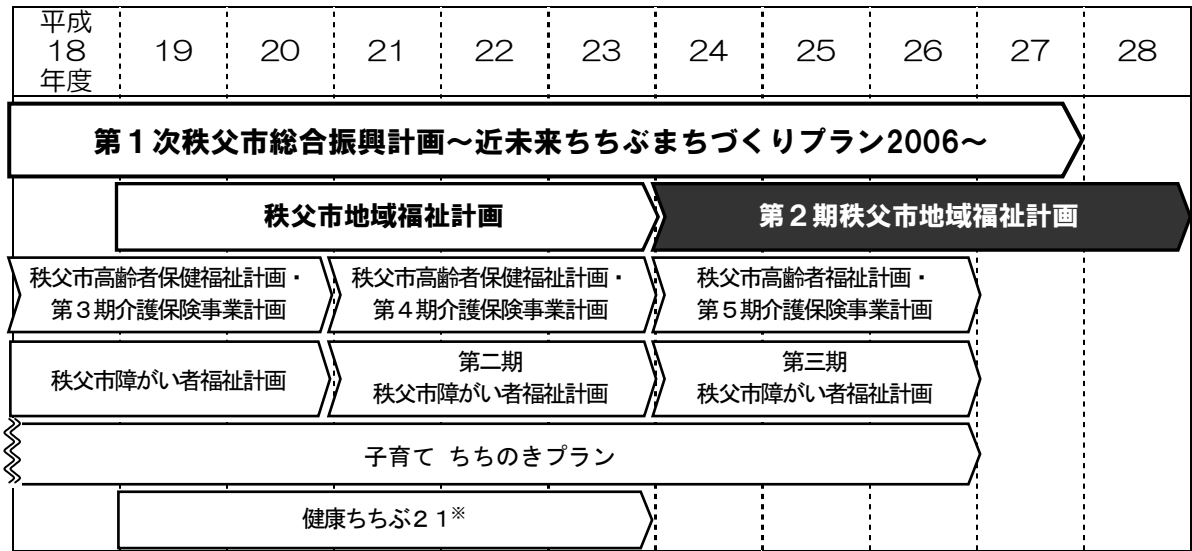 平成
18
年度
19
20
21
22
23
24
25
26
27
28
第1次秩父市総合振興計画～近未来ちちぶまちづくりプラン2006～
秩父市地域福祉計画
第2期秩父市地域福祉計画
秩父市高齢者保健福祉計画・
第3期介護保険事業計画
秩父市高齢者保健福祉計画・
第4期介護保険事業計画
秩父市高齢者福祉計画・
第5期介護保険事業計画
秩父市障がい者福祉計画
第二期
秩父市障がい者福祉計画
第三期
秩父市障がい者福祉計画
子育て ちちのきプラン
健康ちちぶ21※